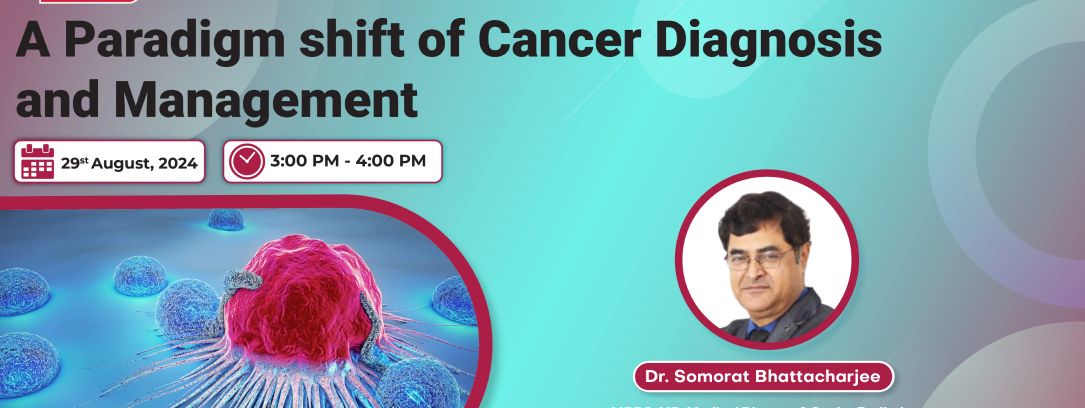 A Paradigm shift of Cancer Diagnosis
and Management
29st August, 2024
3:00 PM - 4:00 PM
Dr. Somorat Bhattacharjee